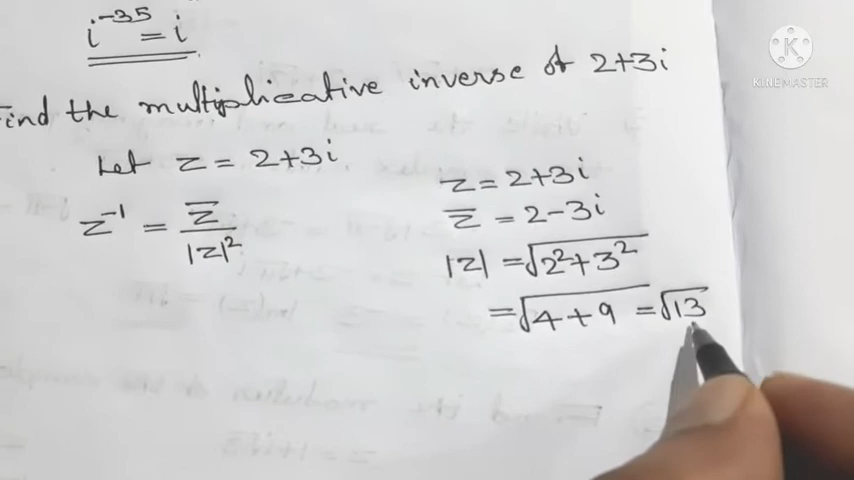 i⁻³⁵ = i
Find the multiplicative inverse of 2+3i
Let z = 2+3i
z⁻¹ = z̅ / |z|²
z = 2+3i
z̅ = 2-3i
|z| = √(2²+3²)
= √(4+9) = √13
K
KINEMASTER